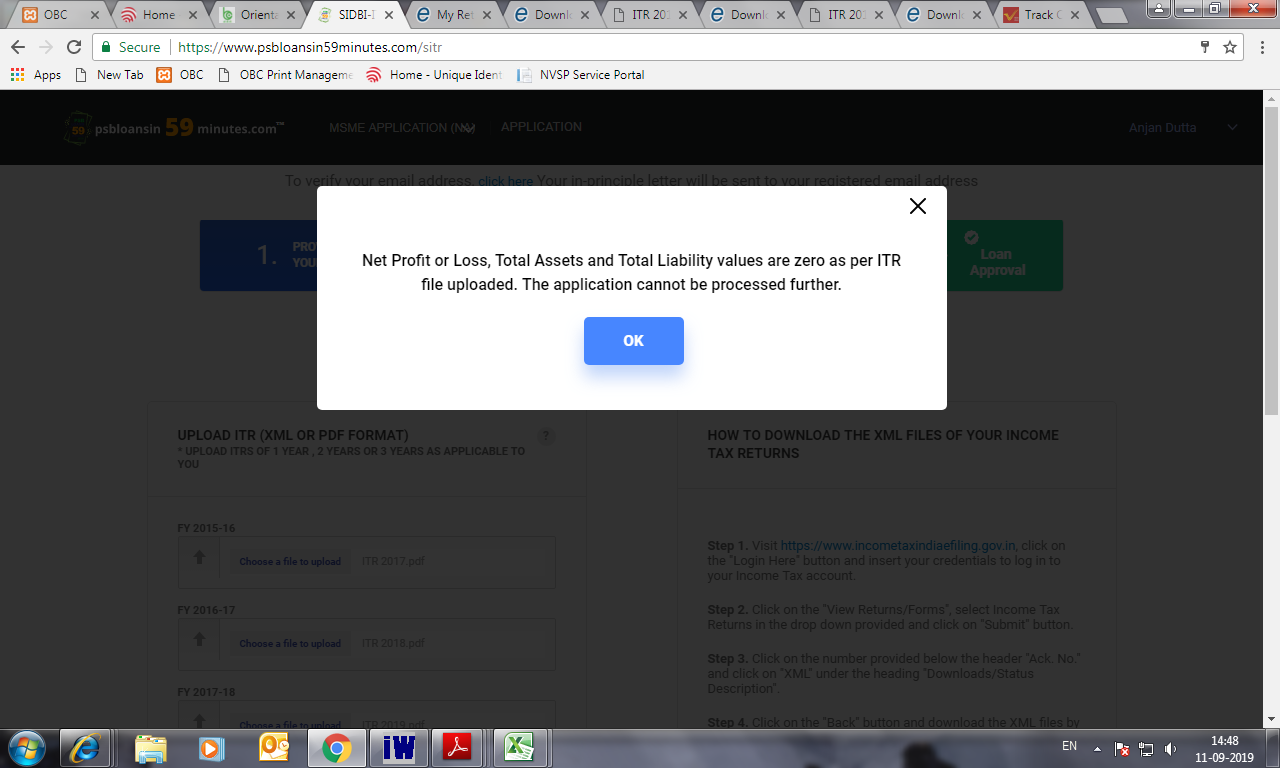 OBC
Home
Orienta
SIDBI-I
My Ret
Downl
ITR 201
Downl
ITR 201
Downl
Track C
Secure
https://www.psbloansin59minutes.com/sitr
Apps
New Tab
OBC
OBC Print Manageme
Home - Unique Ident
NVSP Service Portal
psbloansin 59 minutes.com™
MSME APPLICATION (NA)
APPLICATION
Anjan Dutta
To verify your email address, click here Your in-principle letter will be sent to your registered email address
1.
PRO
YOU
Loan
Approval
Net Profit or Loss, Total Assets and Total Liability values are zero as per ITR
file uploaded. The application cannot be processed further.
OK
UPLOAD ITR (XML OR PDF FORMAT)
?
* UPLOAD ITRS OF 1 YEAR , 2 YEARS OR 3 YEARS AS APPLICABLE TO
YOU
FY 2015-16
Choose a file to upload
ITR 2017.pdf
FY 2016-17
Choose a file to upload
ITR 2018.pdf
FY 2017-18
Choose a file to upload
ITR 2019.pdf
HOW TO DOWNLOAD THE XML FILES OF YOUR INCOME
TAX RETURNS
Step 1. Visit https://www.incometaxindiaefiling.gov.in, click on
the "Login Here" button and insert your credentials to log in to
your Income Tax account.
Step 2. Click on the "View Returns/Forms", select Income Tax
Returns in the drop down provided and click on "Submit" button.
Step 3. Click on the number provided below the header "Ack. No."
and click on "XML" under the heading "Downloads/Status
Description".
Step 4. Click on the "Back" button and download the XML files by
iW
EN
14:48
11-09-2019